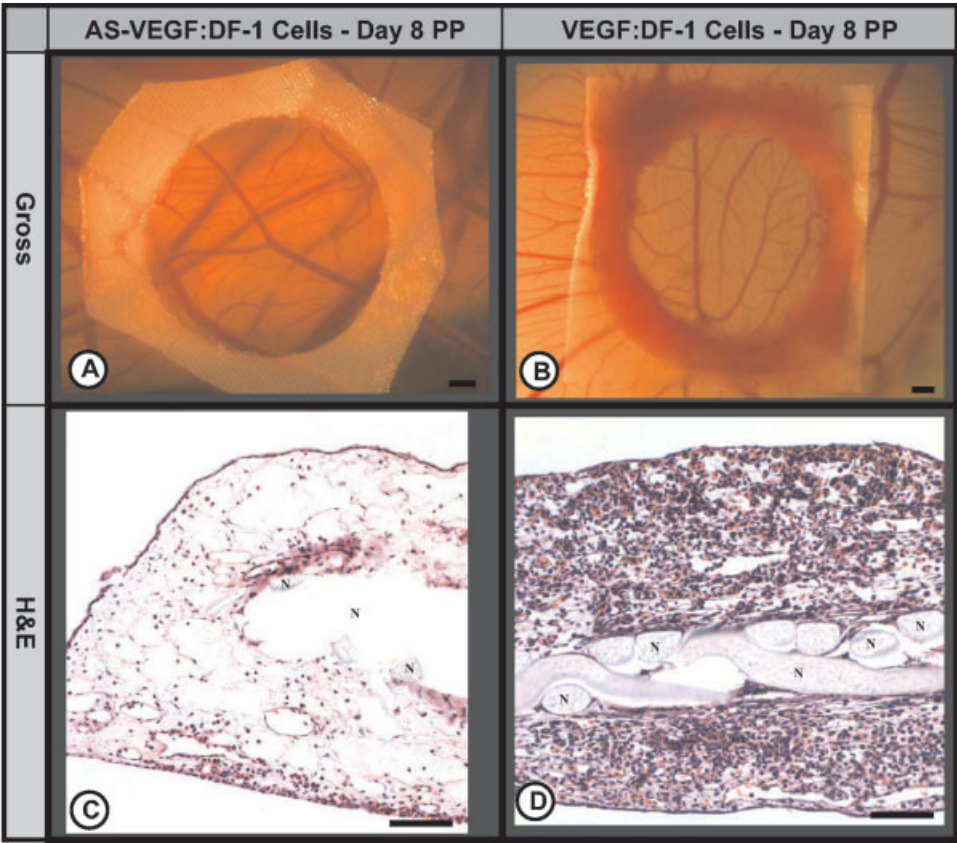 AS-VEGF:DF-1 Cells - Day 8 PP
VEGF:DF-1 Cells - Day 8 PP
Gross
A
B
H&E
N
N
N
C
N
N
N
N
N
D